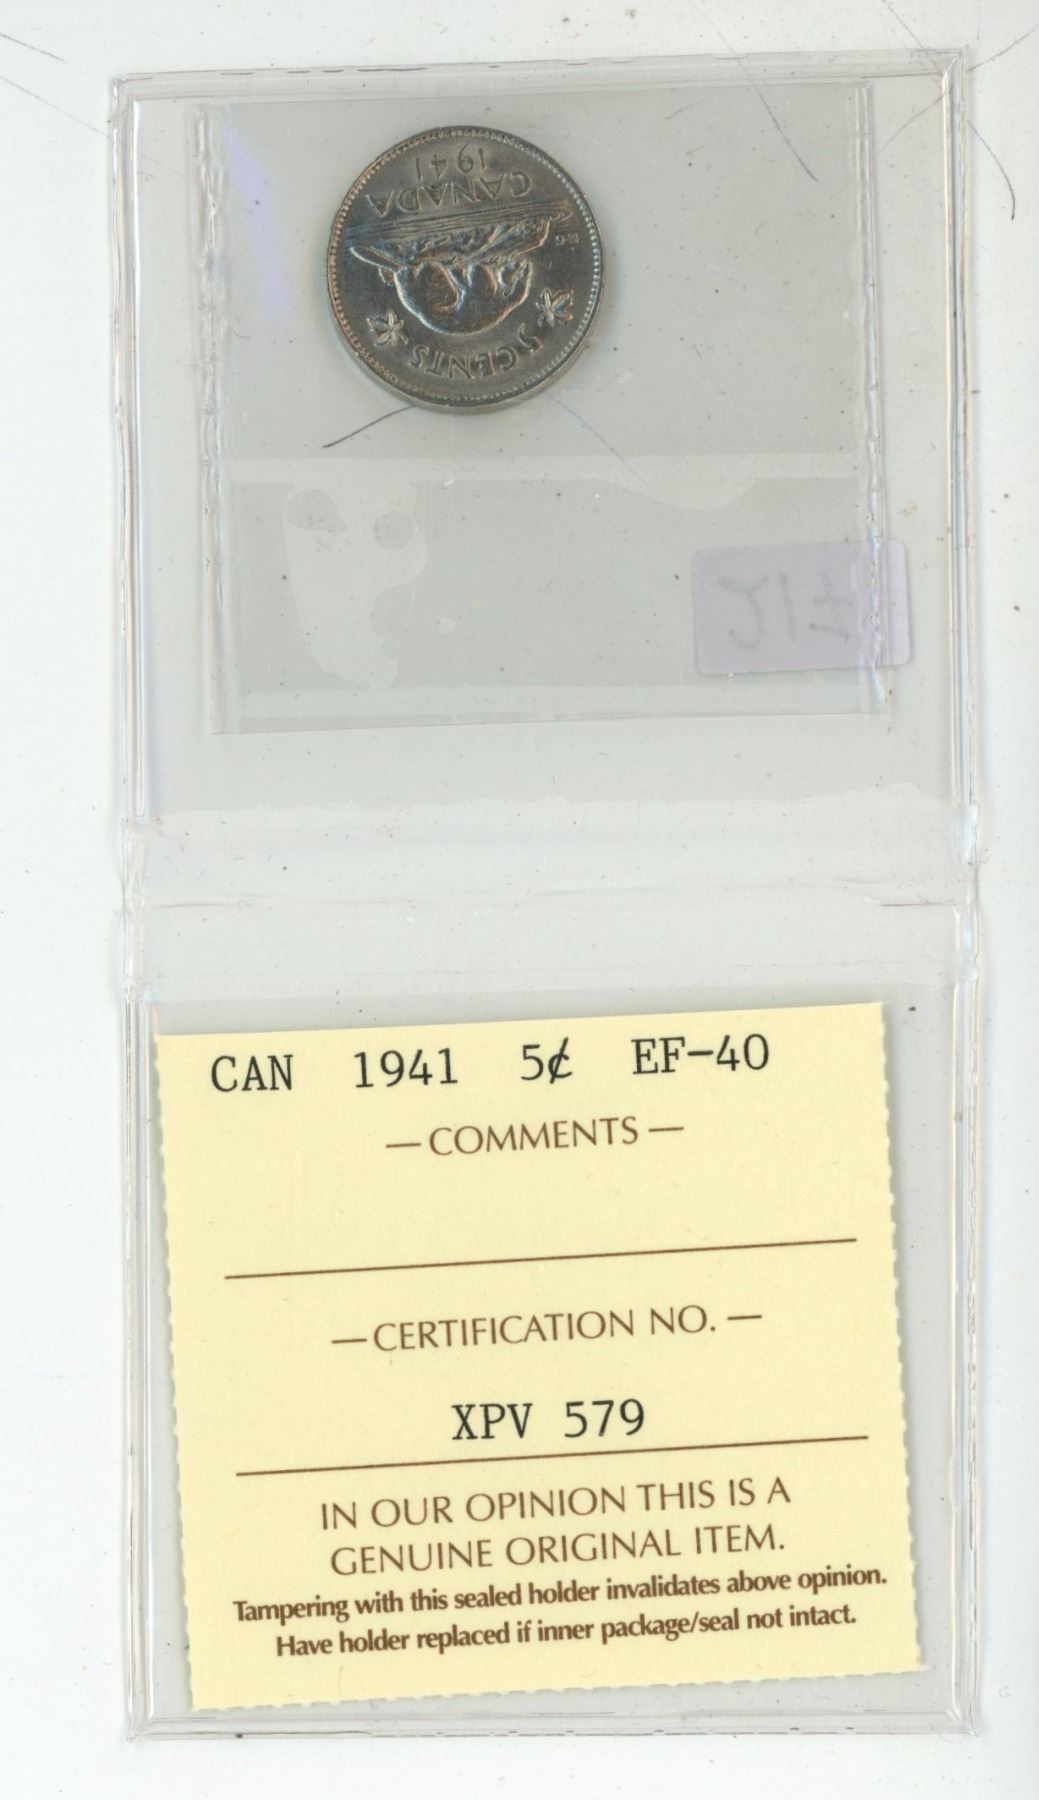 1941
CANADA
KG
5 CENTS
CAN 1941 5¢ EF-40
— COMMENTS —
— CERTIFICATION NO. —
XPV 579
IN OUR OPINION THIS IS A
GENUINE ORIGINAL ITEM.
Tampering with this sealed holder invalidates above opinion.
Have holder replaced if inner package/seal not intact.